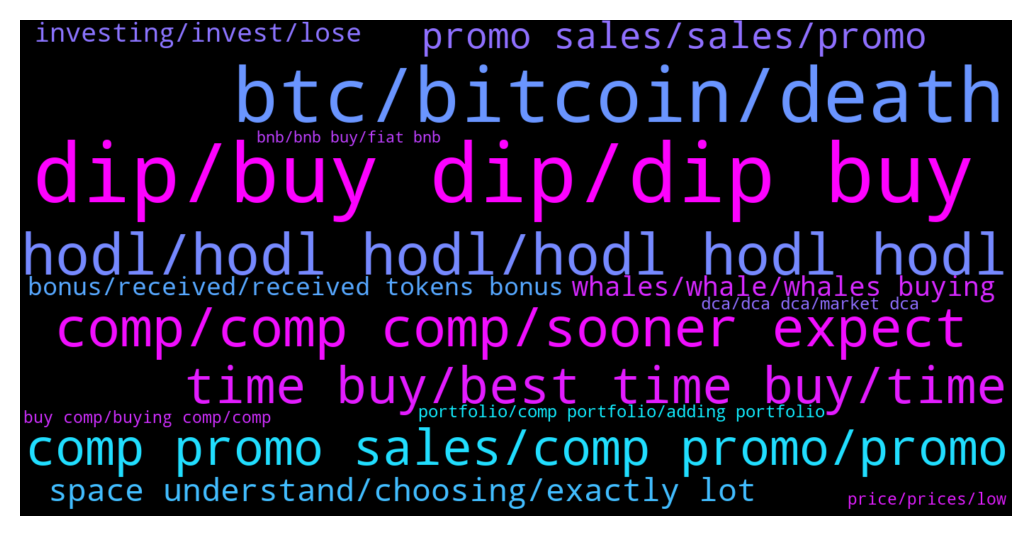 investing/invest/lose
promo sales/sales/promo
btc/bitcoin/death
bnb/bnb buy/fiat bnb
dip/buy dip/dip buy
hodl/hodl hodl/hodl hodl hodl
bonus/received/received tokens bonus
whales/whale/whales buying
dca/dca dca/market dca
comp/comp comp/sooner expect
time buy/best time buy/time
portfolio/comp portfolio/adding portfolio
buy comp/buying comp/comp
comp promo sales/comp promo/promo
space understand/choosing/exactly lot
price/prices/low